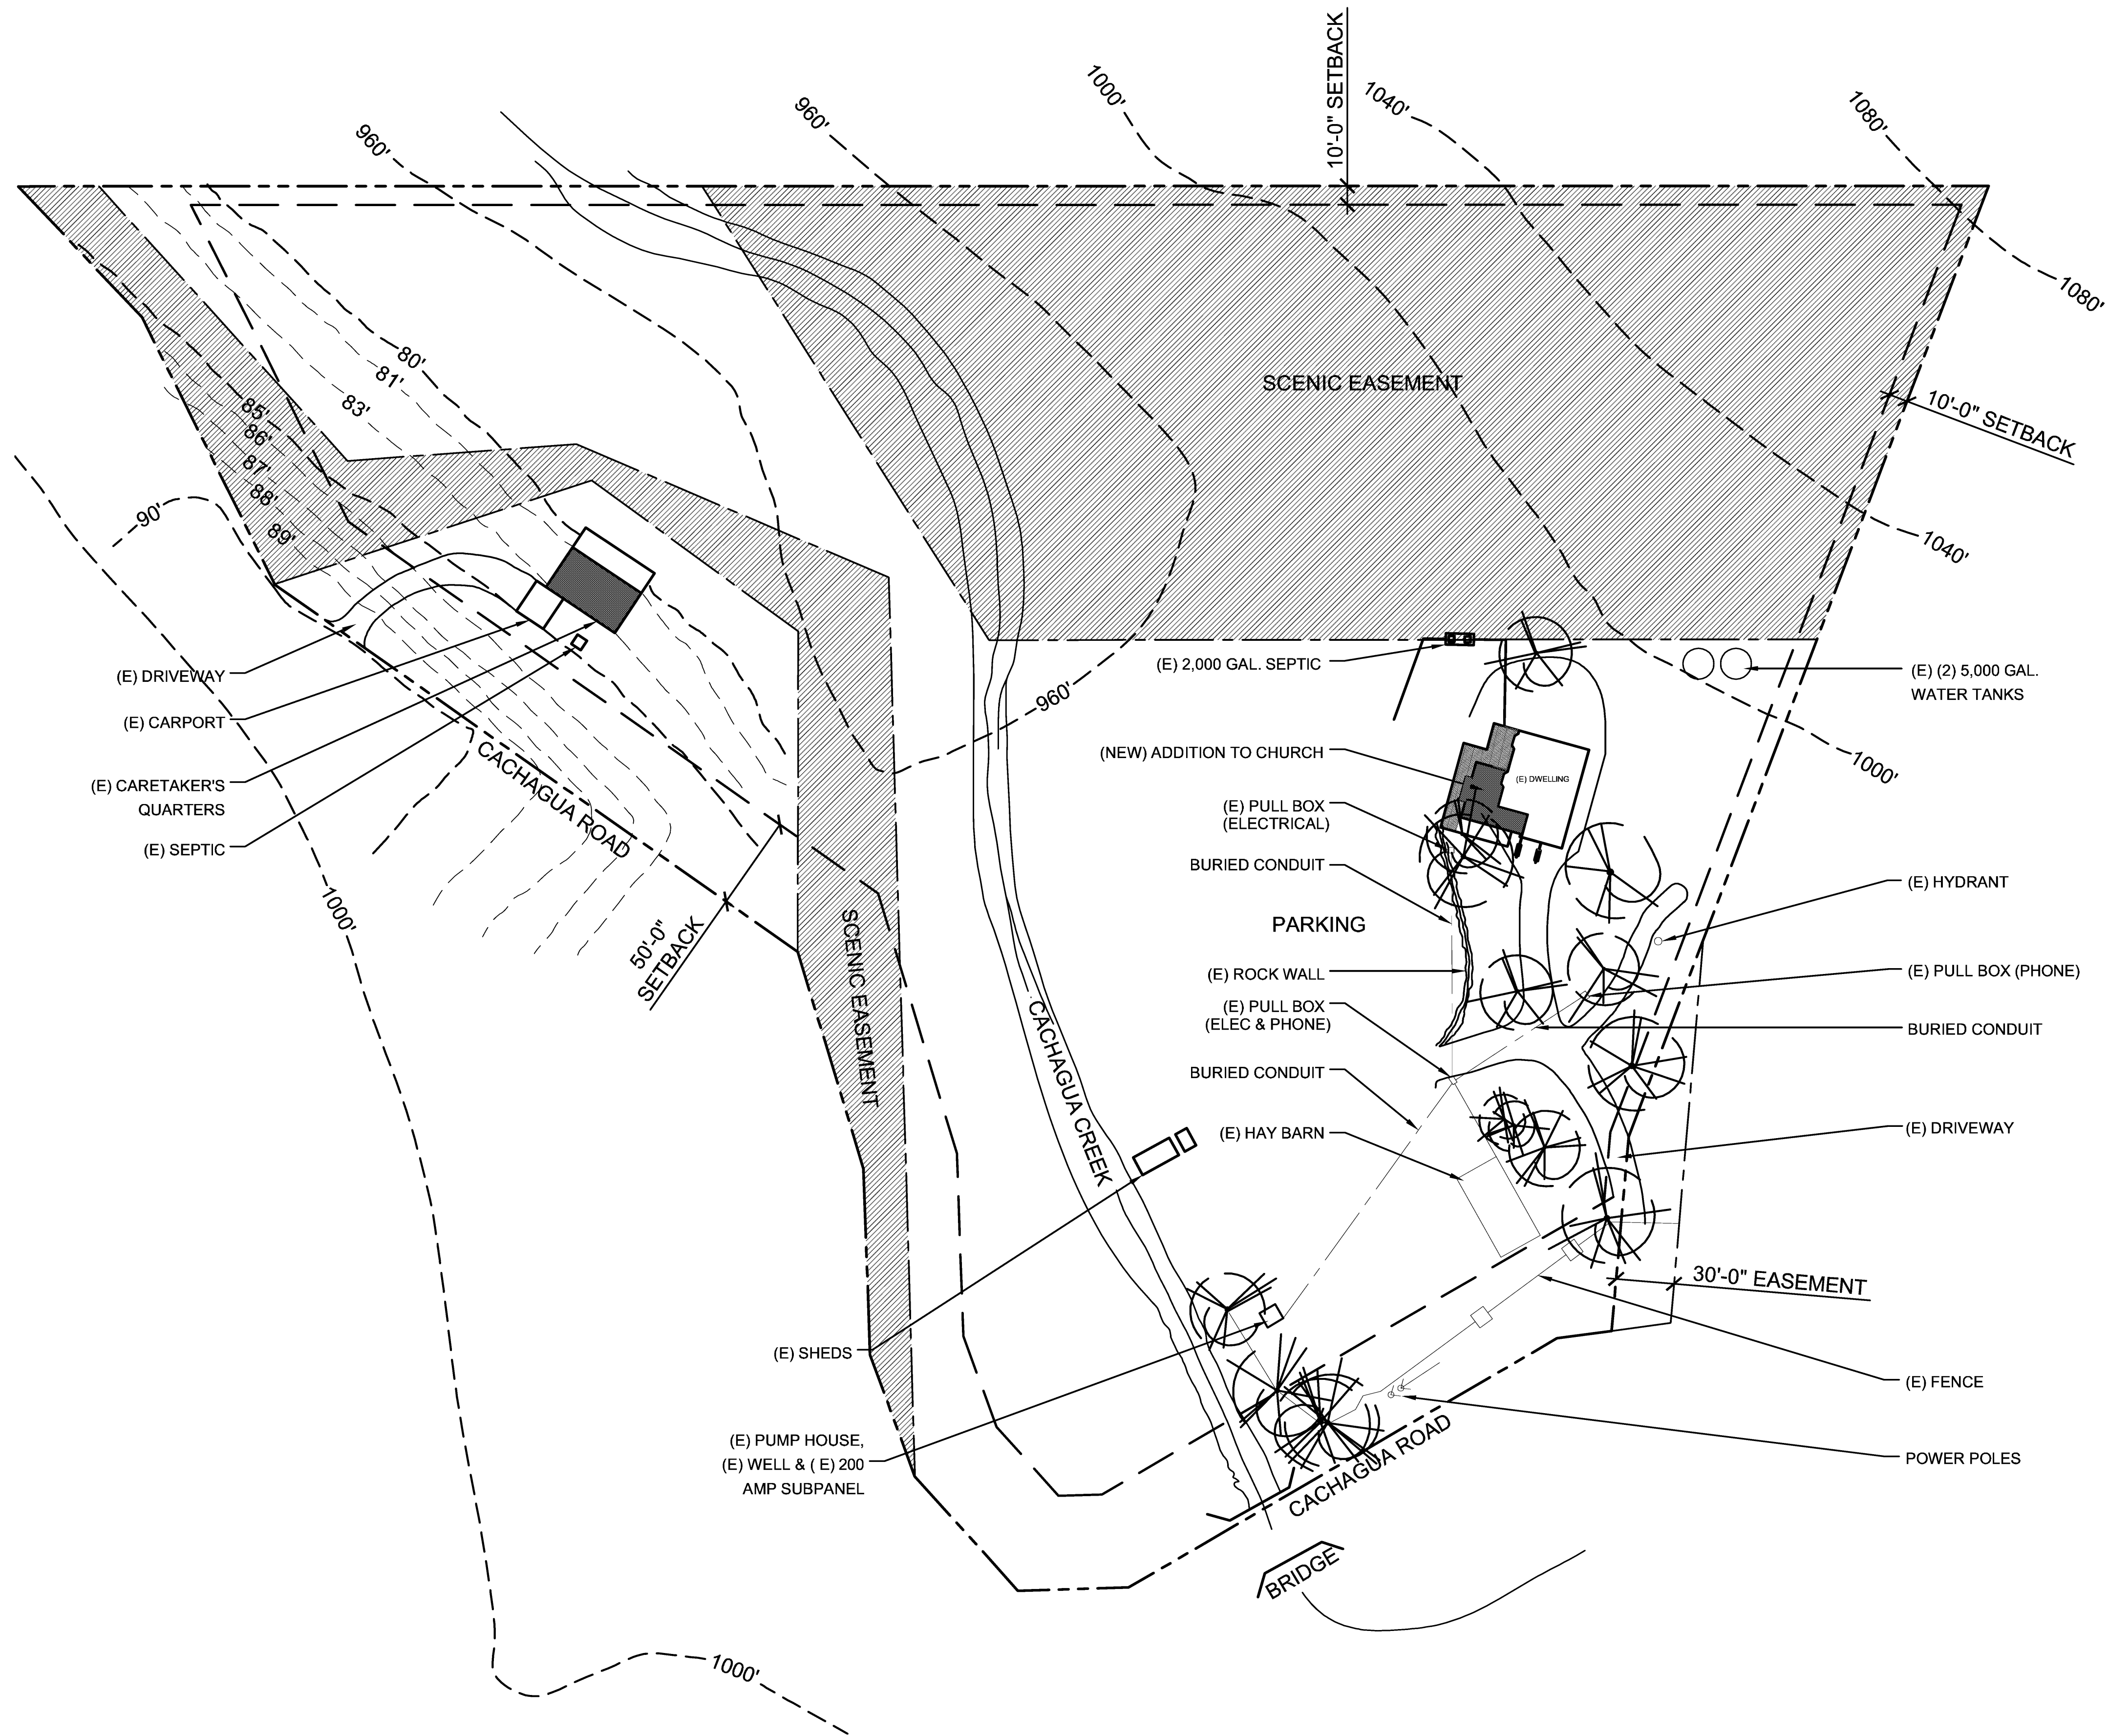 10'-0" SETBACK
960'
960'
1000'
1040'
1080'
1080'
SCENIC EASEMENT
10'-0" SETBACK
1040'
80'
81'
83'
85'
86'
87'
88'
89'
90'
(E) DRIVEWAY
(E) CARPORT
(E) CARETAKER'S
QUARTERS
(E) SEPTIC
CACHAGUA ROAD
1000'
50'-0"
SETBACK
SCENIC EASEMENT
960'
CACHAGUA CREEK
(E) 2,000 GAL. SEPTIC
(E) (2) 5,000 GAL.
WATER TANKS
1000'
(NEW) ADDITION TO CHURCH
(E) DWELLING
(E) PULL BOX
(ELECTRICAL)
BURIED CONDUIT
(E) HYDRANT
PARKING
(E) ROCK WALL
(E) PULL BOX (PHONE)
(E) PULL BOX
(ELEC & PHONE)
BURIED CONDUIT
BURIED CONDUIT
(E) HAY BARN
(E) DRIVEWAY
30'-0" EASEMENT
(E) SHEDS
(E) FENCE
(E) PUMP HOUSE,
(E) WELL & ( E) 200
AMP SUBPANEL
POWER POLES
CACHAGUA ROAD
BRIDGE
1000'